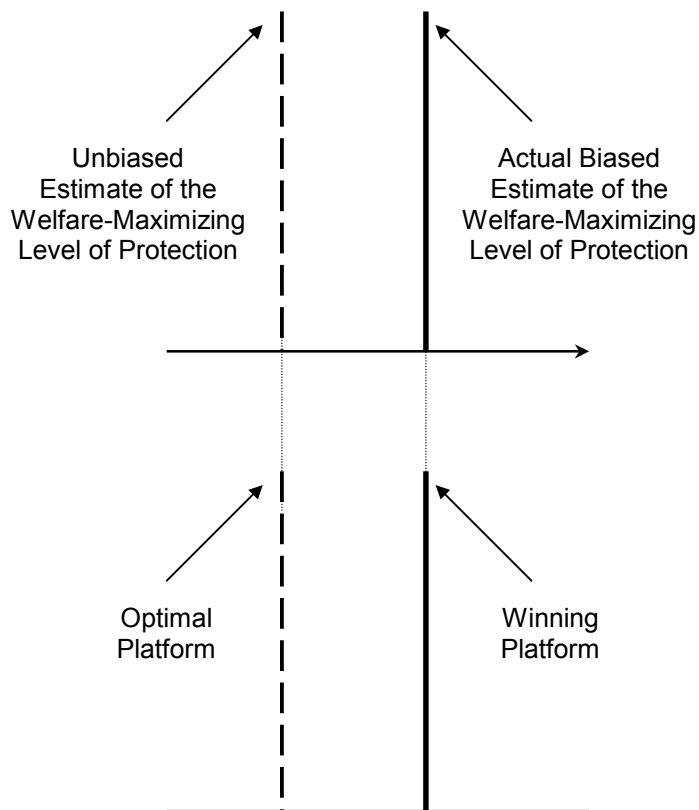 Unbiased
Estimate of the
Welfare-Maximizing
Level of Protection
Actual Biased
Estimate of the
Welfare-Maximizing
Level of Protection
Optimal
Platform
Winning
Platform